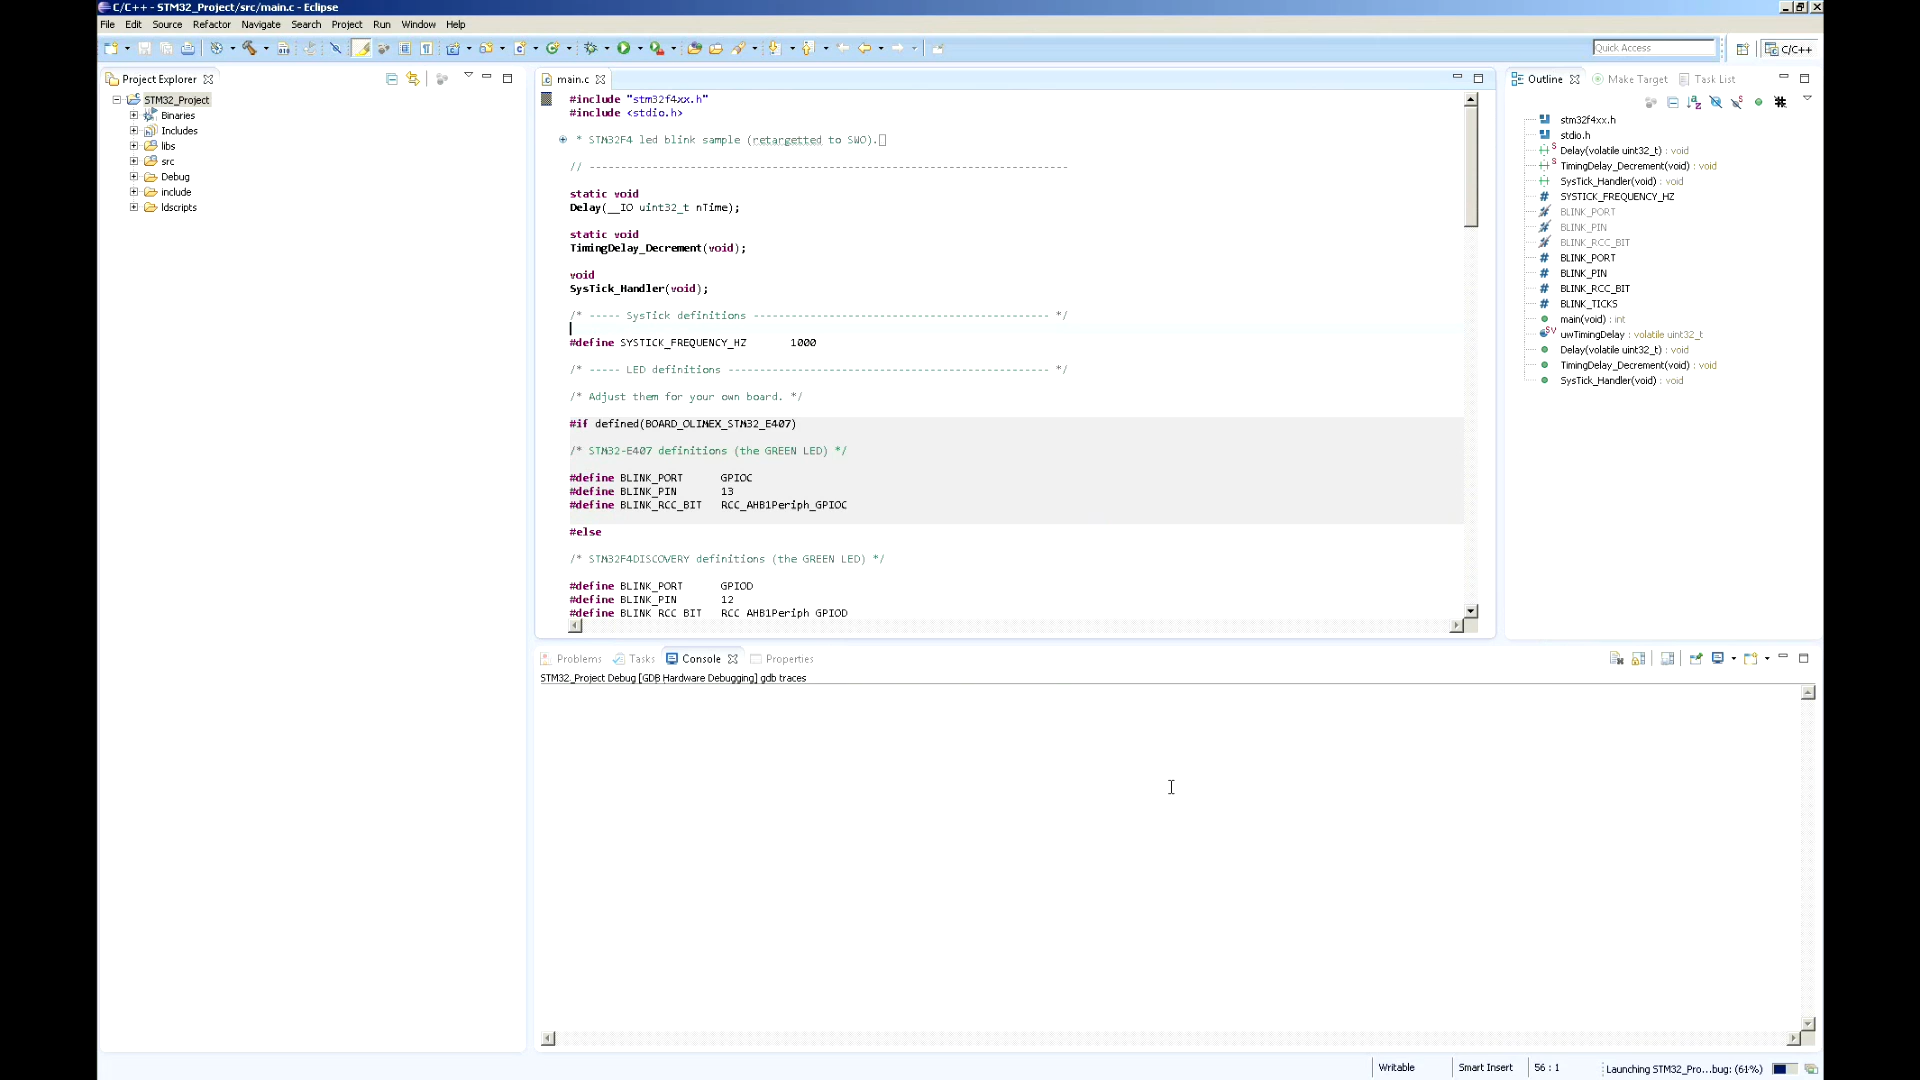 C/C++ - STM32_Project/src/main.c - Eclipse
File Edit Source Refactor Navigate Search Project Run Window Help
Quick Access
C/C++
Project Explorer
STM32_Project
Binaries
Includes
libs
src
Debug
include
ldscripts
main.c
#include "stm32f4xx.h"
#include <stdio.h>
* STM32F4 led blink sample (retargetted to SWO).
// ----------------------------------------------------------------------------
static void
Delay(__IO uint32_t nTime);
static void
TimingDelay_Decrement(void);
void
SysTick_Handler(void);
/* ----- SysTick definitions ----------------------------------------------- */
#define SYSTICK_FREQUENCY_HZ       1000
/* ----- LED definitions --------------------------------------------------- */
/* Adjust them for your own board. */
#if defined(BOARD_OLIMEX_STM32_E407)
/* STM32-E407 definitions (the GREEN LED) */
#define BLINK_PORT      GPIOC
#define BLINK_PIN       13
#define BLINK_RCC_BIT   RCC_AHB1Periph_GPIOC
#else
/* STM32F4DISCOVERY definitions (the GREEN LED) */
#define BLINK_PORT      GPIOD
#define BLINK_PIN       12
#define BLINK_RCC_BIT   RCC_AHB1Periph_GPIOD
Outline Make Target Task List
stm32f4xx.h
stdio.h
Delay(volatile uint32_t) : void
TimingDelay_Decrement(void) : void
SysTick_Handler(void) : void
SYSTICK_FREQUENCY_HZ
BLINK_PORT
BLINK_PIN
BLINK_RCC_BIT
BLINK_PORT
BLINK_PIN
BLINK_RCC_BIT
BLINK_TICKS
main(void) : int
uwTimingDelay : volatile uint32_t
Delay(volatile uint32_t) : void
TimingDelay_Decrement(void) : void
SysTick_Handler(void) : void
Problems Tasks Console Properties
STM32_Project Debug [GDB Hardware Debugging] gdb traces
Writable Smart Insert 56 : 1 Launching STM32_Pro...bug: (61%)